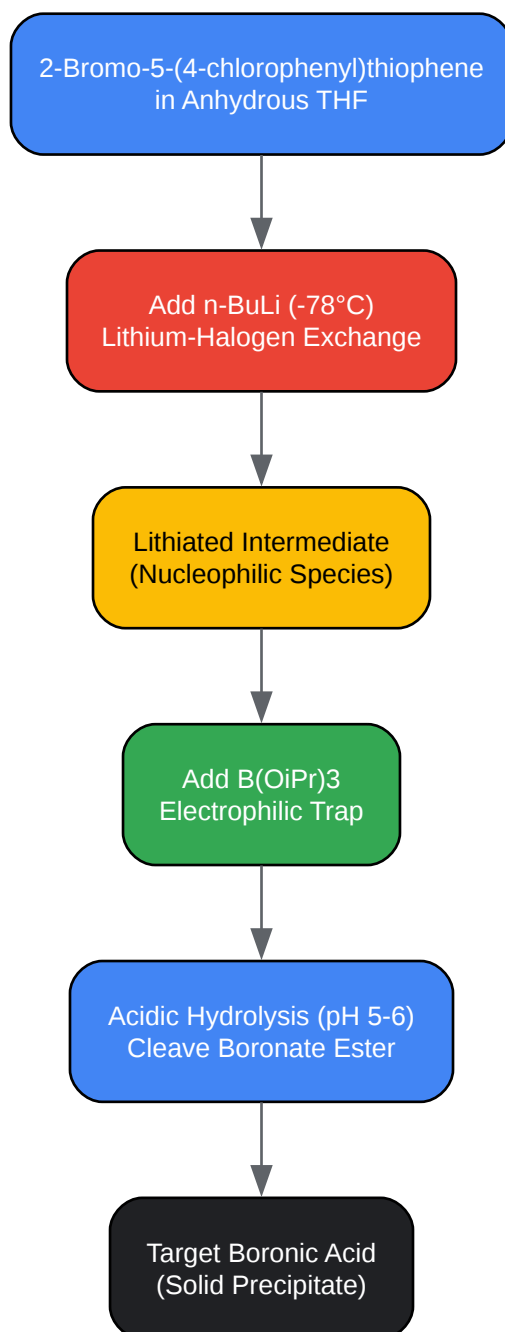 2-Bromo-5-(4-chlorophenyl)thiophene
in Anhydrous THF
Add n-BuLi (-78°C)
Lithium-Halogen Exchange
Lithiated Intermediate
(Nucleophilic Species)
Add B(OiPr)3
Electrophilic Trap
Acidic Hydrolysis (pH 5-6)
Cleave Boronate Ester
Target Boronic Acid
(Solid Precipitate)